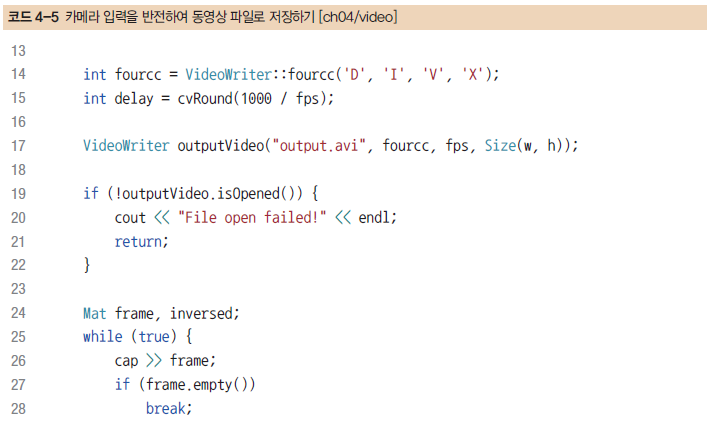 코드 4-5 카메라 입력을 반전하여 동영상 파일로 저장하기 [ch04/video]
13
14 int fourcc = VideoWriter::fourcc('D', 'I', 'V', 'X');
15 int delay = cvRound(1000 / fps);
16
17 VideoWriter outputVideo("output.avi", fourcc, fps, Size(w, h));
18
19 if (!outputVideo.isOpened()) {
20 cout << "File open failed!" << endl;
21 return;
22 }
23
24 Mat frame, inversed;
25 while (true) {
26 cap >> frame;
27 if (frame.empty())
28 break;